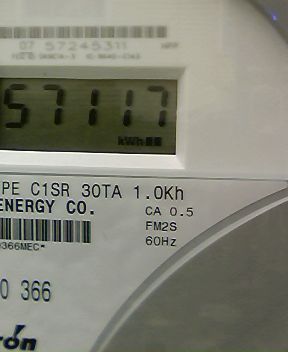 07 57245311
57117
kWh
PE C1SR 30TA 1.0Kh
ENERGY CO.
CA 0.5
FM2S
366MEC*
60Hz
0 366
rón